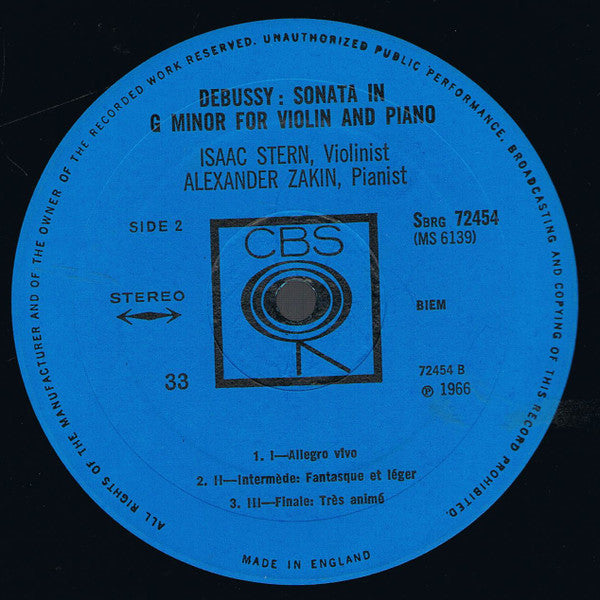 ALL RIGHTS OF THE MANUFACTURER AND OF THE OWNER OF THE RECORDED WORK RESERVED. UNAUTHORIZED PUBLIC PERFORMANCE, BROADCASTING AND COPYING OF THIS RECORD PROHIBITED.
DEBUSSY: SONATA IN
G MINOR FOR VIOLIN AND PIANO
ISAAC STERN, Violinist
ALEXANDER ZAKIN, Pianist
SIDE 2
CBS
SBRG 72454
(MS 6139)
STEREO
BIEM
33
72454 B
℗ 1966
1. I—Allegro vivo
2. II—Intermède: Fantasque et léger
3. III—Finale: Très animé
MADE IN ENGLAND